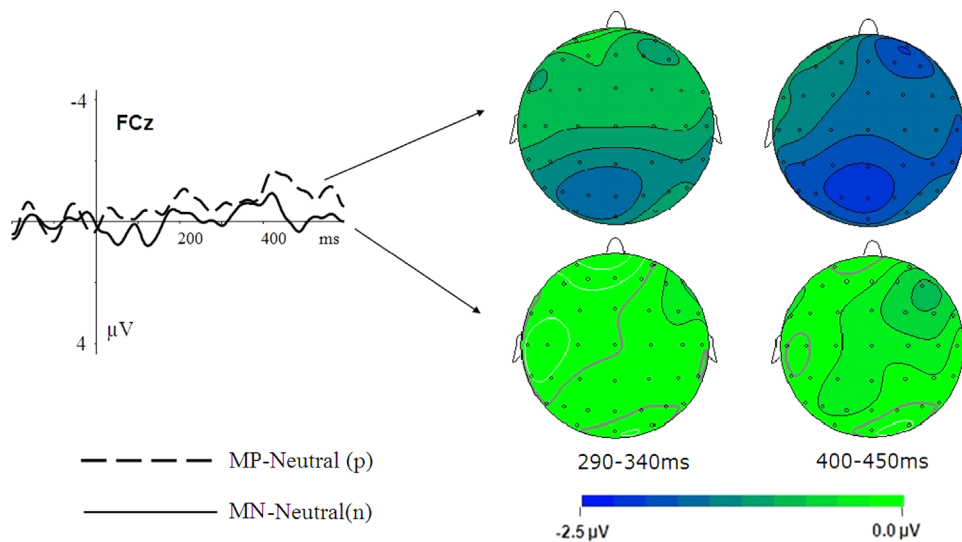 -4
FCz
200
400
ms
µV
4
MP-Neutral (p)
MN-Neutral(n)
290-340ms
400-450ms
-2.5 µV
0.0 µV